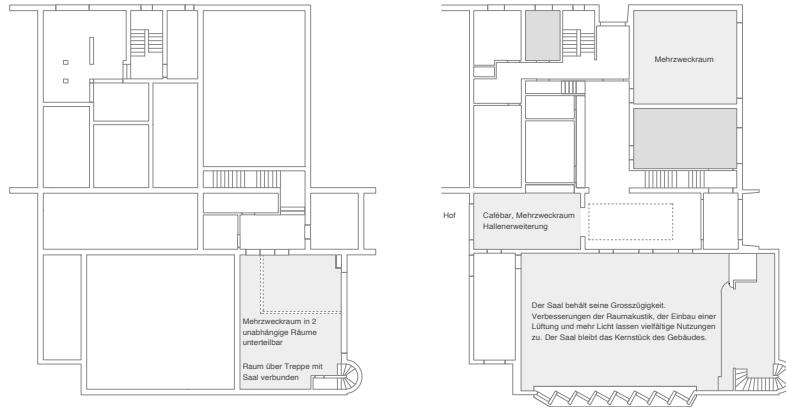 Mehrzweckraum in 2
unabhängige Räume
unterteilbar
Raum über Treppe mit
Saal verbunden
Mehrzweckraum
Hof
Cafébar, Mehrzweckraum
Hallenerweiterung
Der Saal behält seine Grosszügigkeit.
Verbesserungen der Raumakustik, der Einbau einer
Lüftung und mehr Licht lassen vielfältige Nutzungen
zu. Der Saal bleibt das Kernstück des Gebäudes.